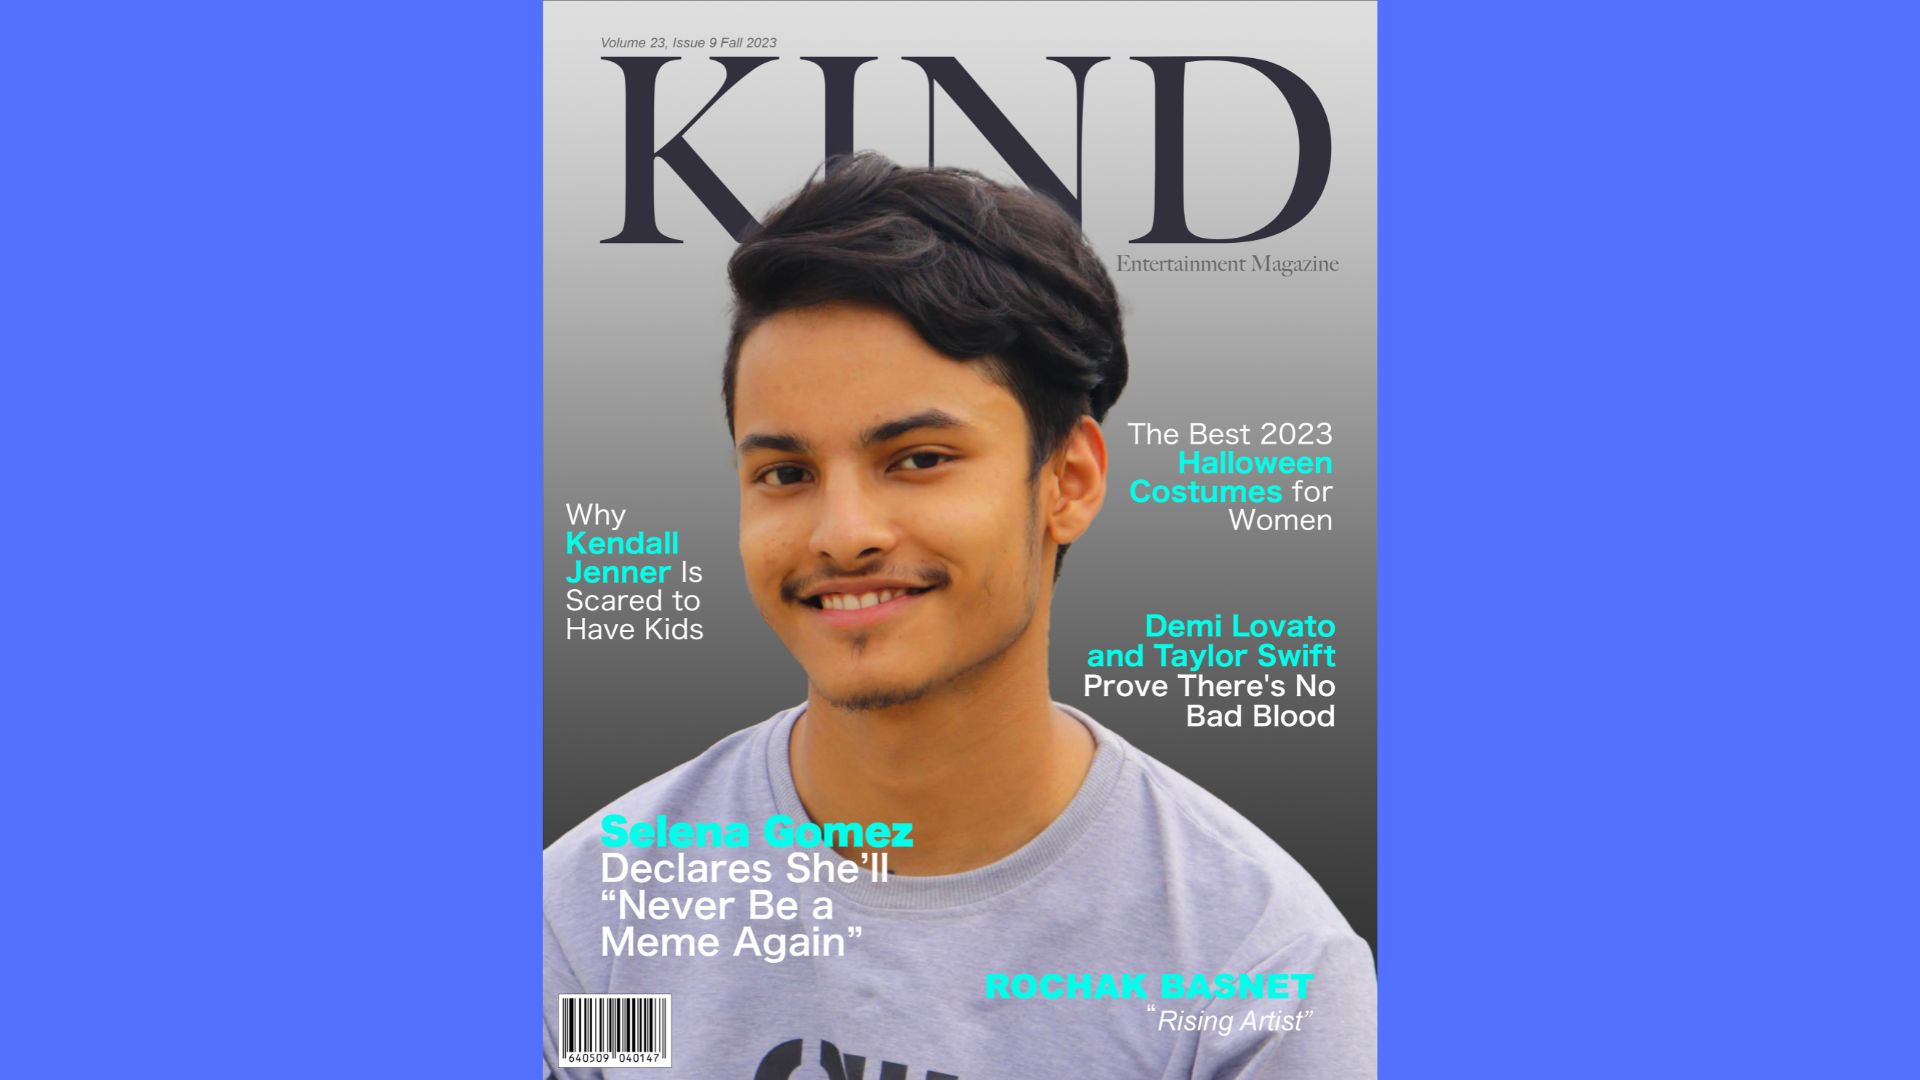 Volume 23, Issue 9 Fall 2023
KIND
Entertainment Magazine
The Best 2023
Halloween
Costumes for
Women
Why
Kendall
Jenner Is
Scared to
Have Kids
Demi Lovato
and Taylor Swift
Prove There's No
Bad Blood
Selena Gomez
Declares She’ll
“Never Be a
Meme Again”
ROCHAK BASNET
“Rising Artist”
640509 040147